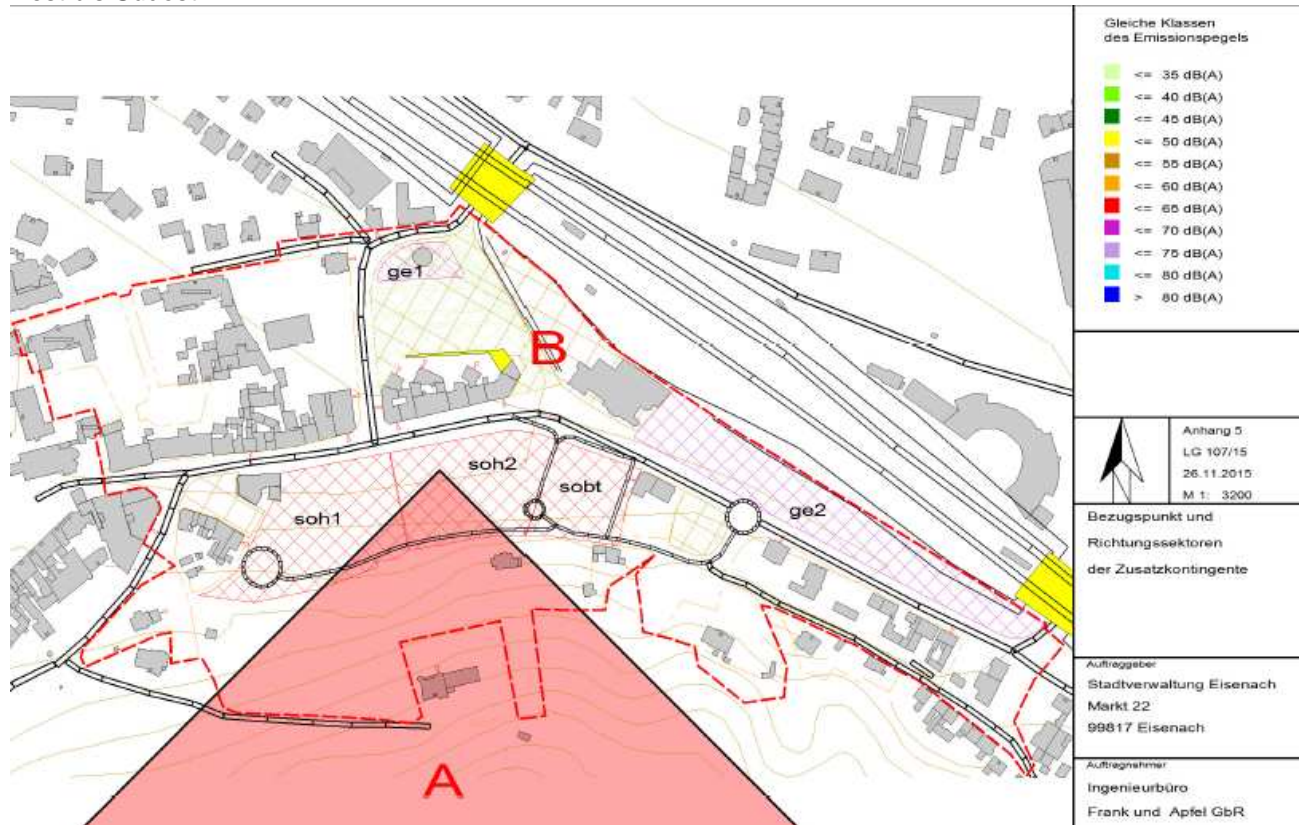 Gleiche Klassen
des Emissionspegels
<= 35 dB(A)
<= 40 dB(A)
<= 45 dB(A)
<= 50 dB(A)
<= 55 dB(A)
<= 60 dB(A)
<= 65 dB(A)
<= 70 dB(A)
<= 75 dB(A)
<= 80 dB(A)
> 80 dB(A)
ge1
B
soh2
sobt
soh1
ge2
A
Anhang 5
LG 107/15
26.11.2015
M 1: 3200
Bezugspunkt und
Richtungssektoren
der Zusatzkontingente
Auftraggeber
Stadtverwaltung Eisenach
Markt 22
99817 Eisenach
Auftragnehmer
Ingenieurbüro
Frank und Apfel GbR